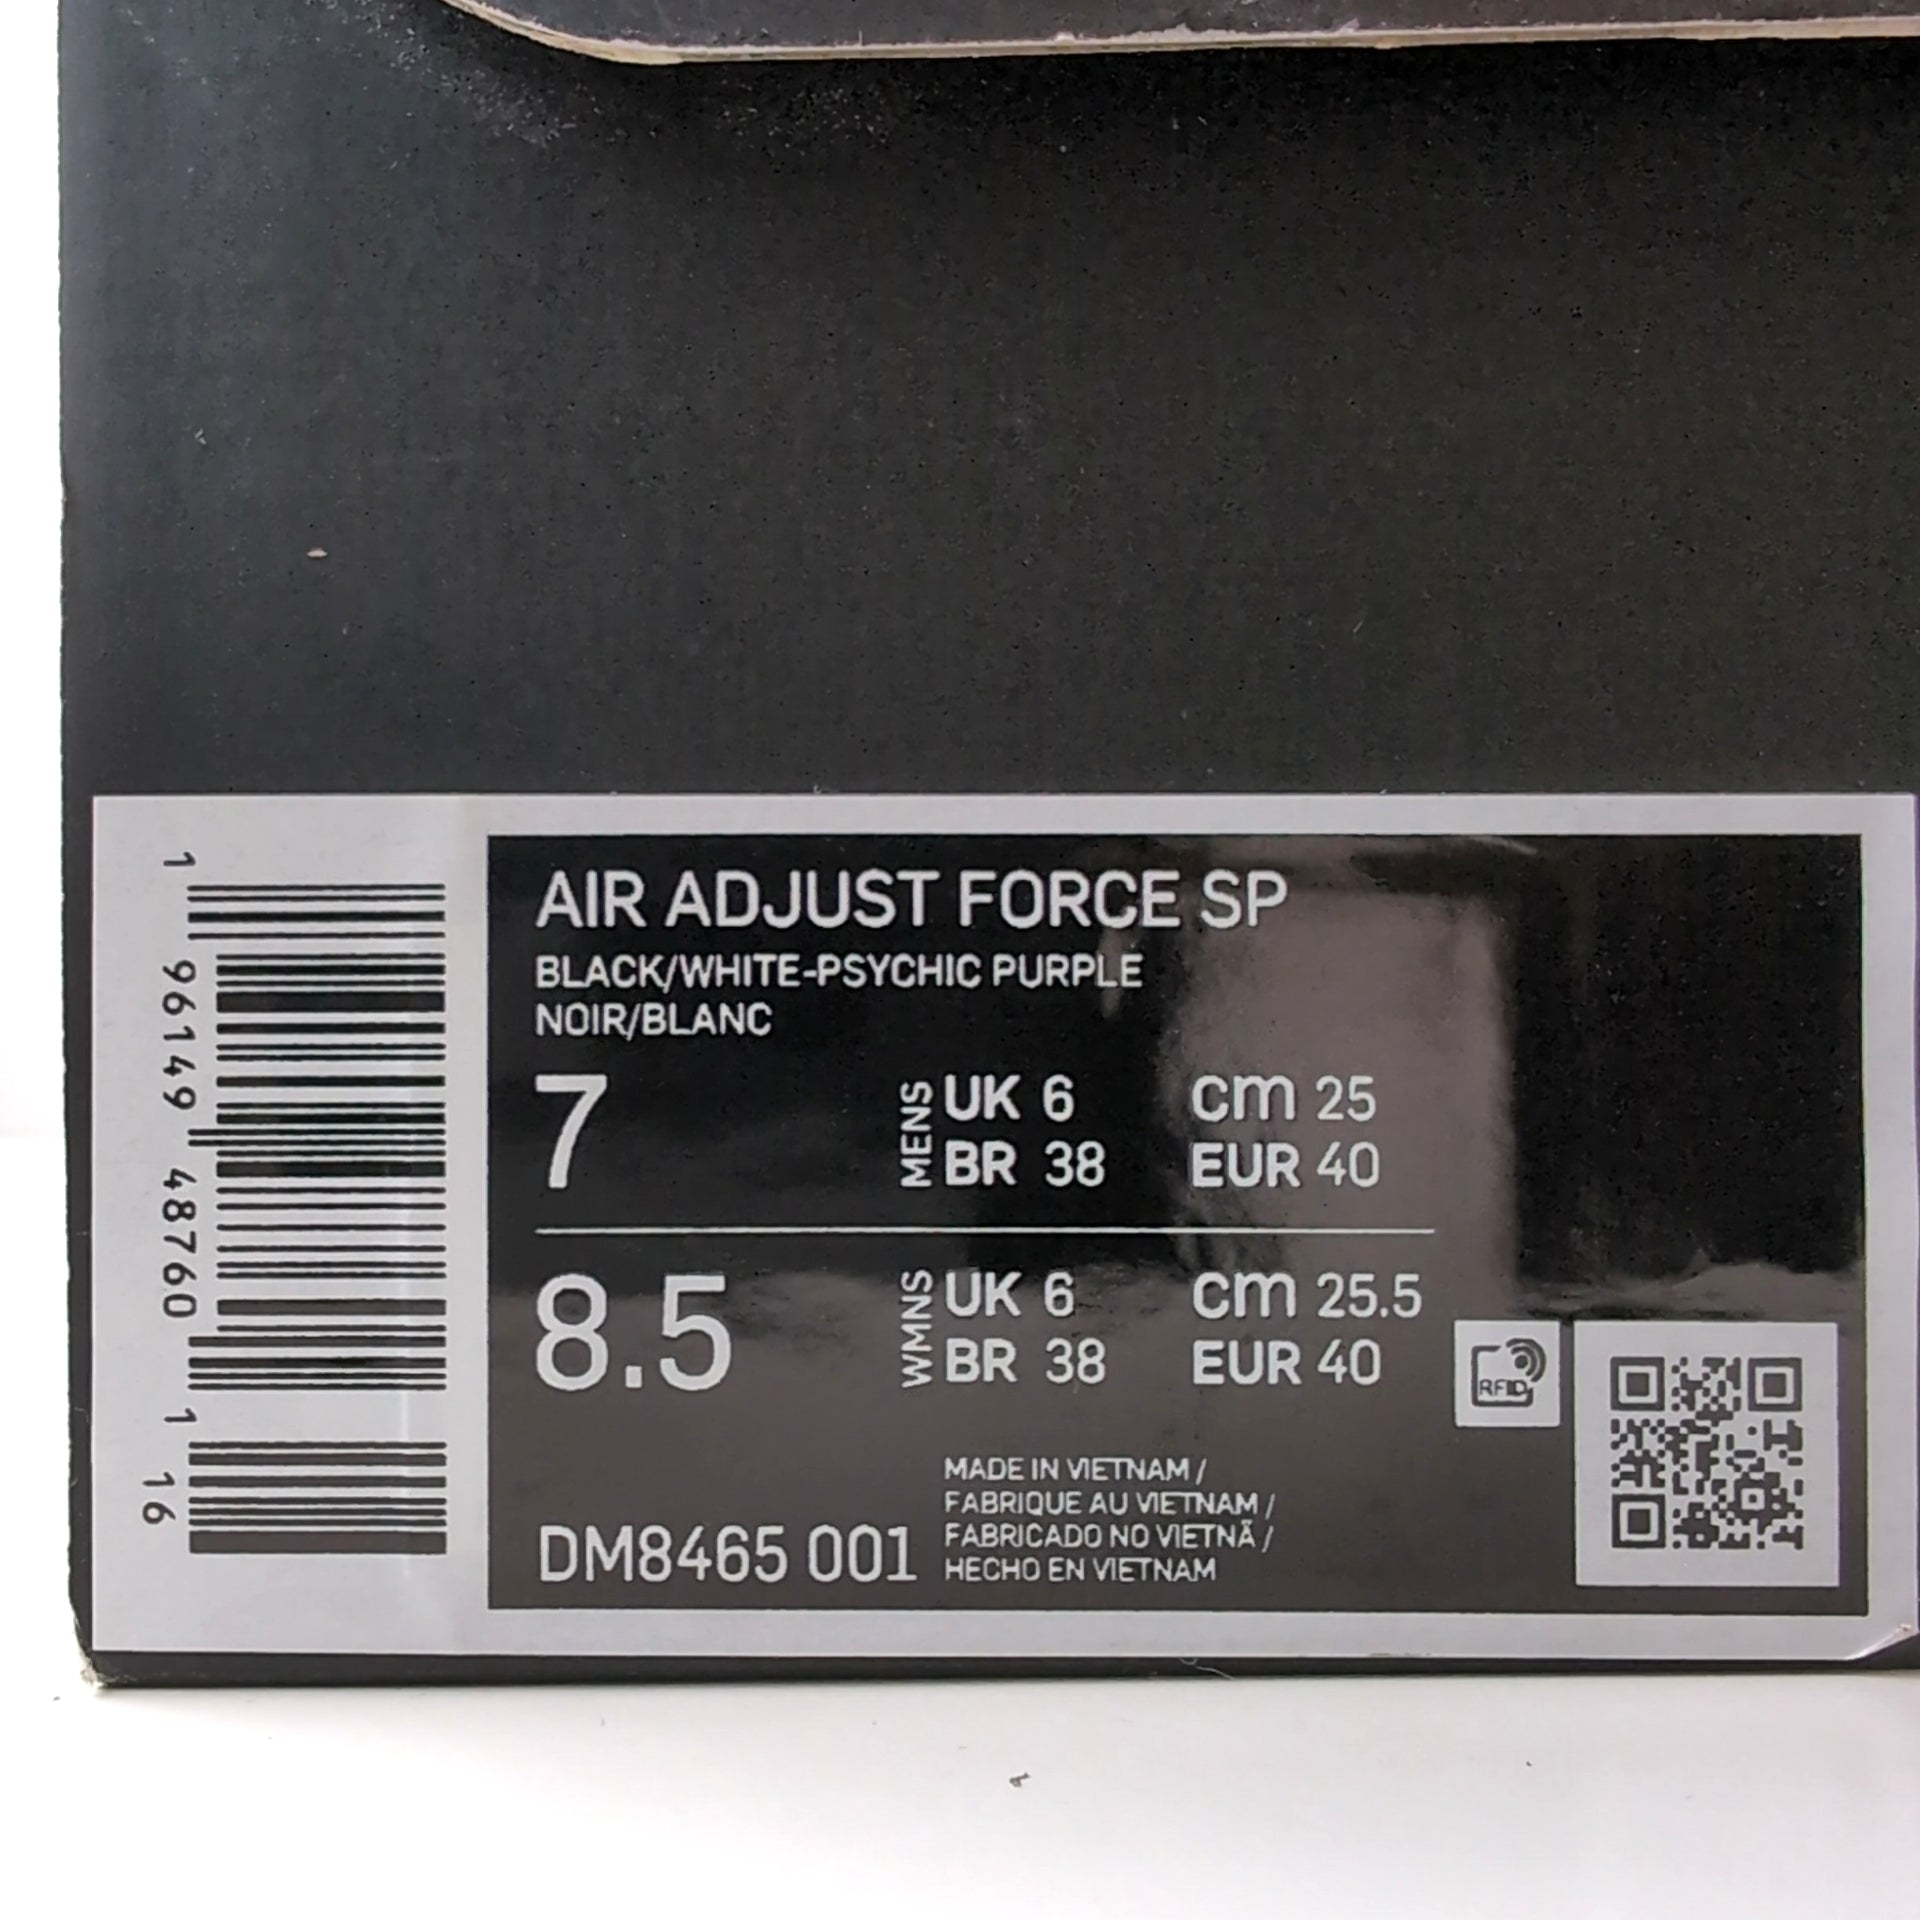 1 96149 48760 1 16
AIR ADJUST FORCE SP
BLACK/WHITE-PSYCHIC PURPLE
NOIR/BLANC
7 MENS UK 6 CM 25
BR 38 EUR 40
8.5 WMNS UK 6 CM 25.5
BR 38 EUR 40
RFID
MADE IN VIETNAM /
FABRIQUE AU VIETNAM /
FABRICADO NO VIETNÃ /
HECHO EN VIETNAM
DM8465 001